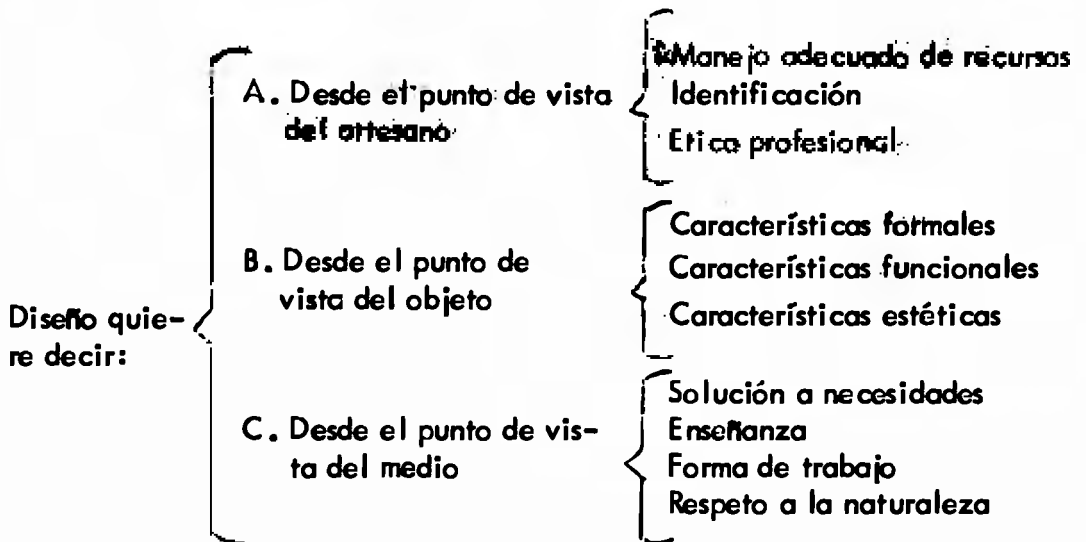 Diseño quie-
re decir:
A. Desde el punto de vista
del artesano
Manejo adecuado de recursos
Identificación
Etica profesional
B. Desde el punto de
vista del objeto
Características formales
Características funcionales
Características estéticas
C. Desde el punto de vis-
ta del medio
Solución a necesidades
Enseñanza
Forma de trabajo
Respeto a la naturaleza